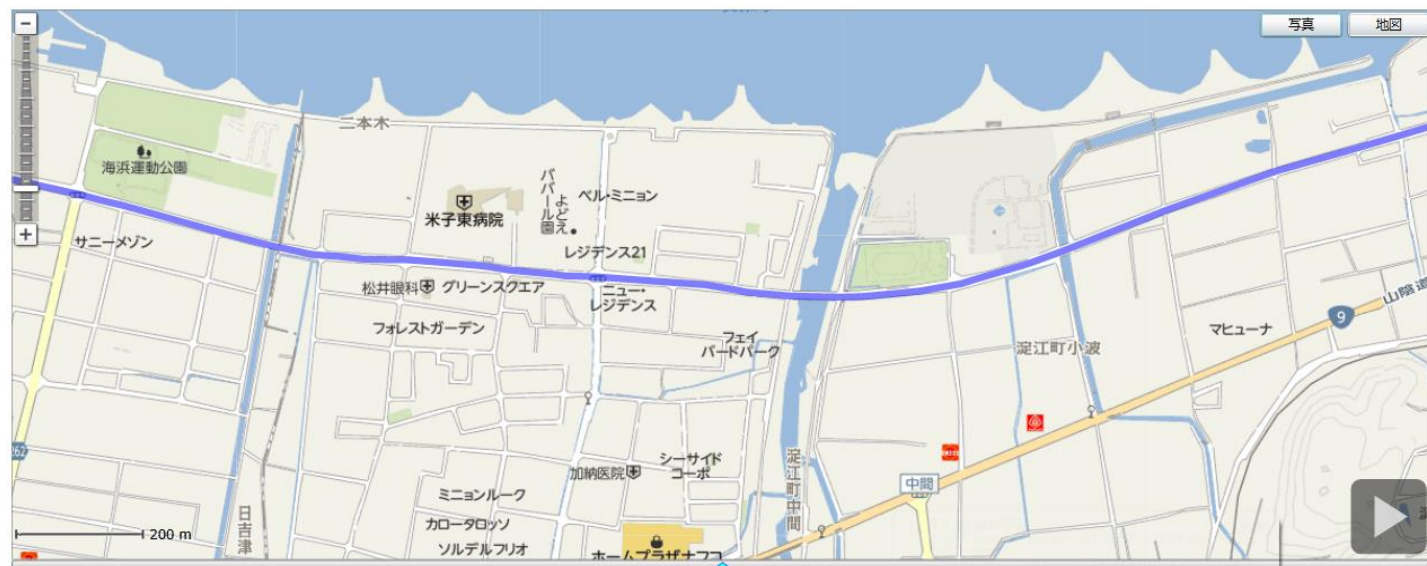 写真
地図
二本木
海浜運動公園
サニーメゾン
米子東病院
ババール園
よどえ
ベル・ミニョン
レジデンス21
松井眼科
グリーンスクエア
ニュー・
レジデンス
フォレストガーデン
フェイ
バードパーク
9
山陰道
マヒューナ
淀江町小波
262
シーサイド
コーポ
加納医院
淀江町中間
中間
ミニョンルーク
カロータロッソ
ソルデルフリオ
日吉津
ホームプラザナフコ
200 m